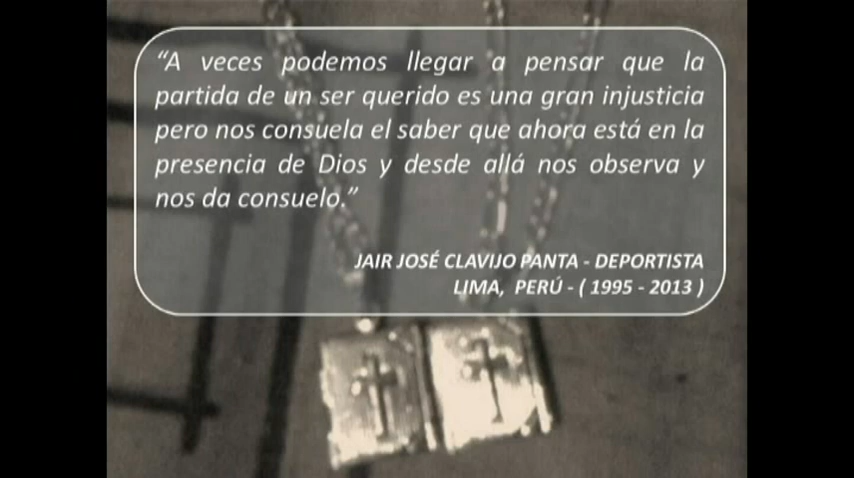 “A veces podemos llegar a pensar que la
partida de un ser querido es una gran injusticia
pero nos consuela el saber que ahora está en la
presencia de Dios y desde allá nos observa y
nos da consuelo.”
JAIR JOSÉ CLAVIJO PANTA - DEPORTISTA
LIMA, PERÚ - ( 1995 - 2013 )